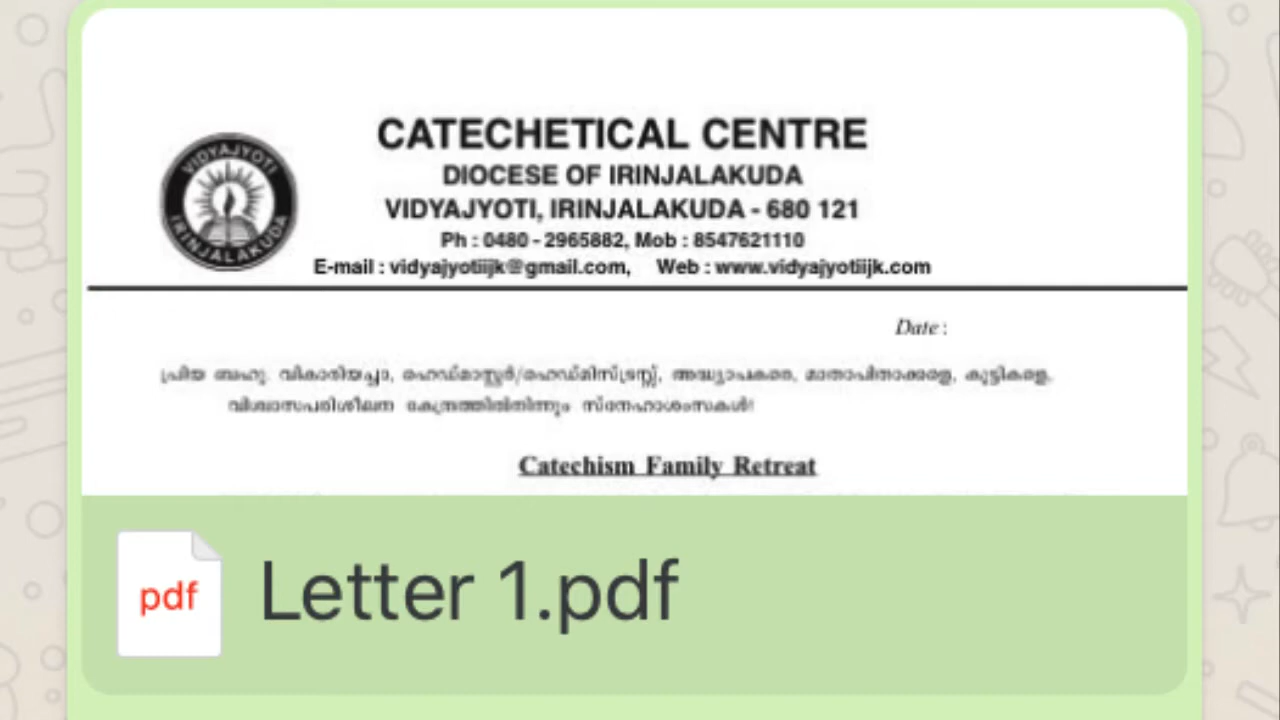 CATECHETICAL CENTRE
DIOCESE OF IRINJALAKUDA
VIDYAJYOTI, IRINJALAKUDA - 680 121
Ph : 0480 - 2965882, Mob : 8547621110
E-mail : vidyajyotiijk@gmail.com, Web : www.vidyajyotiijk.com
VIDYAJYOTI
IRINJALAKUDA
Date :
പ്രിയ ബഹു. വികാരിയച്ചാ, ഹെഡ്മാസ്റ്റർ/ഹെഡ്മിസ്ട്രസ്സ്, അദ്ധ്യാപകരെ, മാതാപിതാക്കളെ, കുട്ടികളെ,
വിശ്വാസപരിശീലന കേന്ദ്രത്തിൽനിന്നും സ്നേഹാശംസകൾ!
Catechism Family Retreat
pdf
Letter 1.pdf